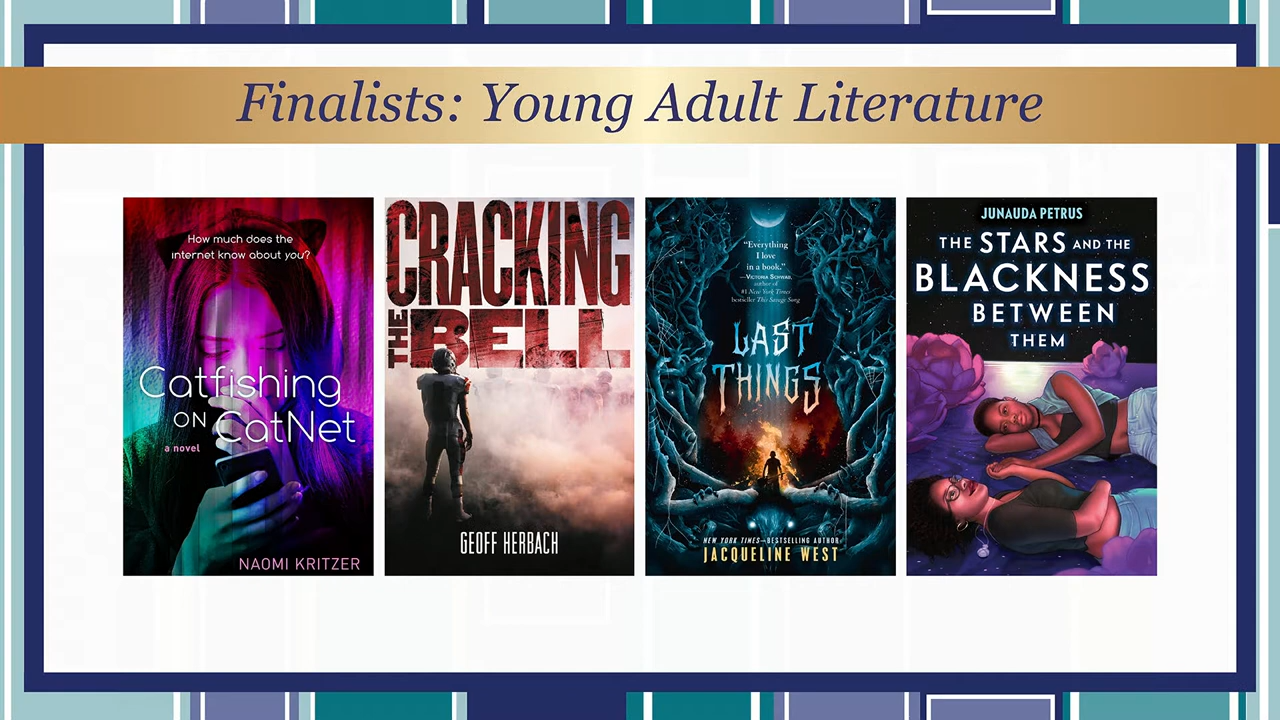 Finalists: Young Adult Literature
How much does the
internet know about you?
Catfishing
ON CatNet
a novel
NAOMI KRITZER
CRACKING
THE BELL
GEOFF HERBACH
“Everything
I love
in a book.”
—VICTORIA SCHWAB,
author of
#1 New York Times
bestseller This Savage Song
LAST
THINGS
NEW YORK TIMES–BESTSELLING AUTHOR
JACQUELINE WEST
JUNAUDA PETRUS
THE STARS AND THE
BLACKNESS
BETWEEN
THEM